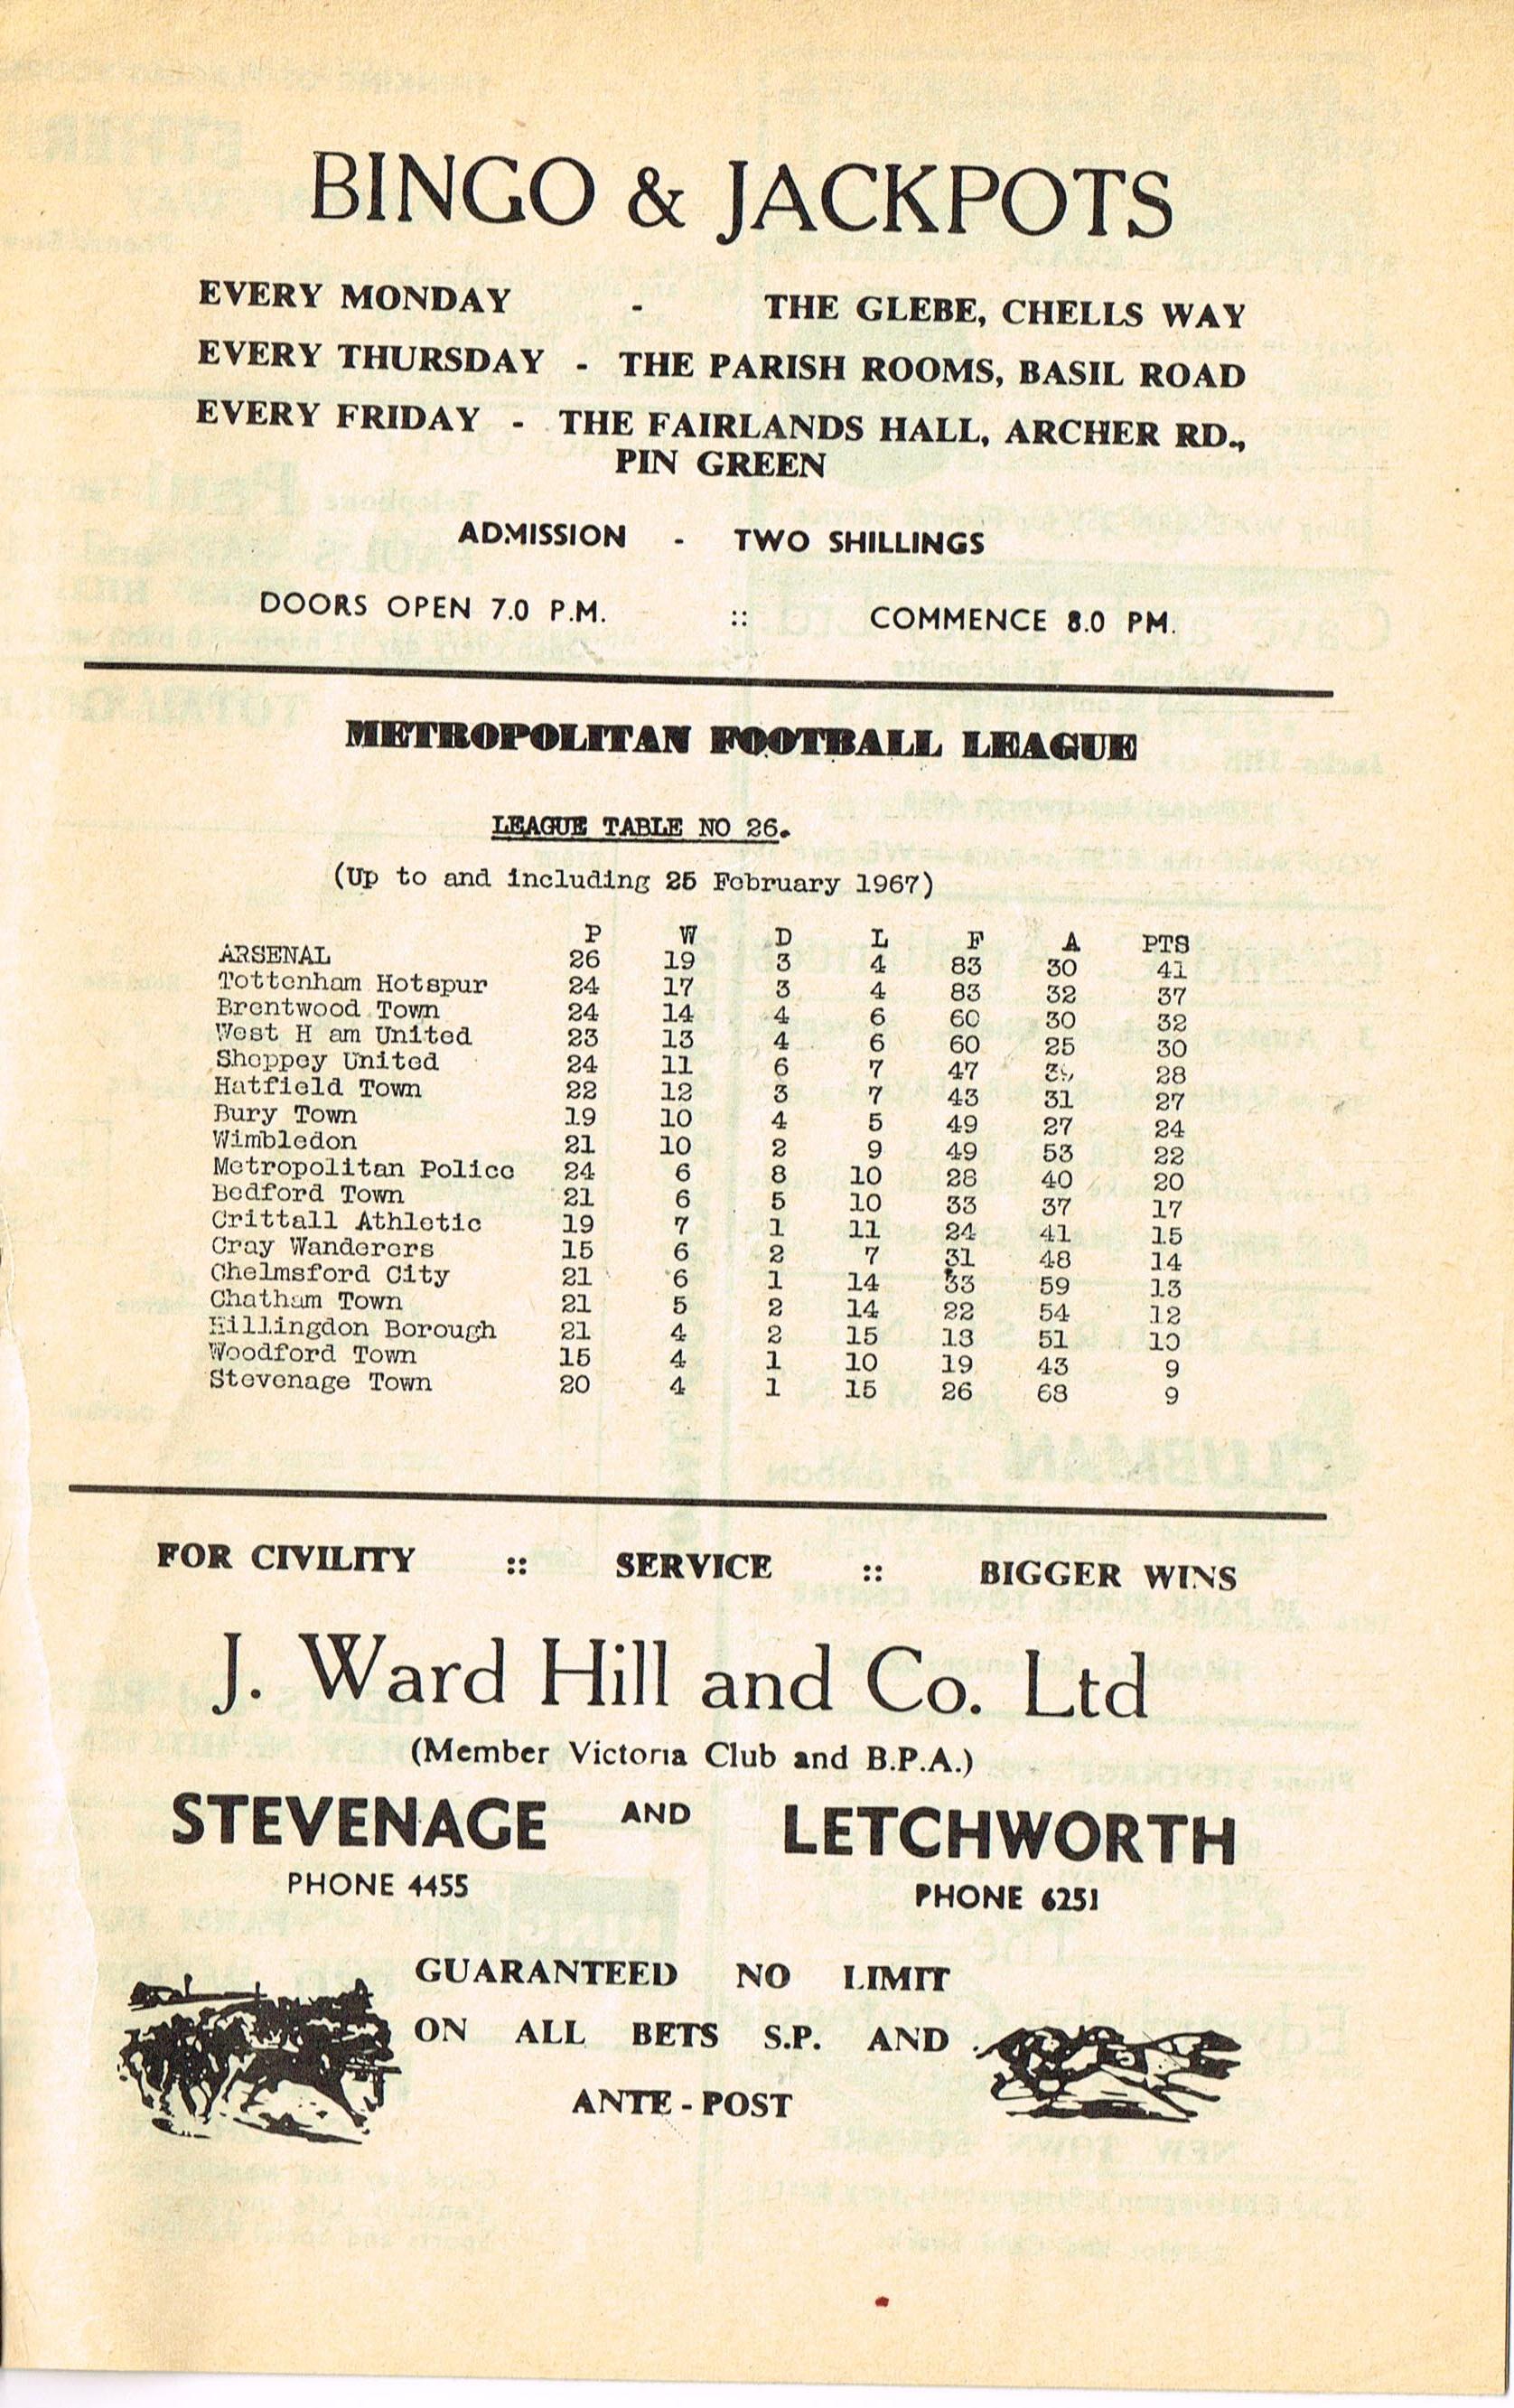 BINGO & JACKPOTS
EVERY MONDAY - THE GLEBE, CHELLS WAY
EVERY THURSDAY - THE PARISH ROOMS, BASIL ROAD
EVERY FRIDAY - THE FAIRLANDS HALL, ARCHER RD.,
PIN GREEN
ADMISSION - TWO SHILLINGS
DOORS OPEN 7.0 P.M. :: COMMENCE 8.0 PM.
METROPOLITAN FOOTBALL LEAGUE
LEAGUE TABLE NO 26.
(Up to and including 25 February 1967)
P W D L F A PTS
ARSENAL 26 19 3 4 83 30 41
Tottenham Hotspur 24 17 3 4 83 32 37
Brentwood Town 24 14 4 6 60 30 32
West H am United 23 13 4 6 60 25 30
Sheppey United 24 11 6 7 47 28
Hatfield Town 22 12 3 7 43 31 27
Bury Town 19 10 4 5 49 27 24
Wimbledon 21 10 2 9 49 53 22
Metropolitan Police 24 6 8 10 28 40 20
Bedford Town 21 6 5 10 33 37 17
Crittall Athletic 19 7 1 11 24 41 15
Cray Wanderers 15 6 2 7 31 48 14
Chelmsford City 21 6 1 14 33 59 13
Chatham Town 21 5 2 14 22 54 12
Hillingdon Borough 21 4 2 15 18 51 10
Woodford Town 15 4 1 10 19 43 9
Stevenage Town 20 4 1 15 26 68 9
FOR CIVILITY :: SERVICE :: BIGGER WINS
J. Ward Hill and Co. Ltd
(Member Victoria Club and B.P.A.)
STEVENAGE AND LETCHWORTH
PHONE 4455 PHONE 6251
GUARANTEED NO LIMIT
ON ALL BETS S.P. AND
ANTE-POST